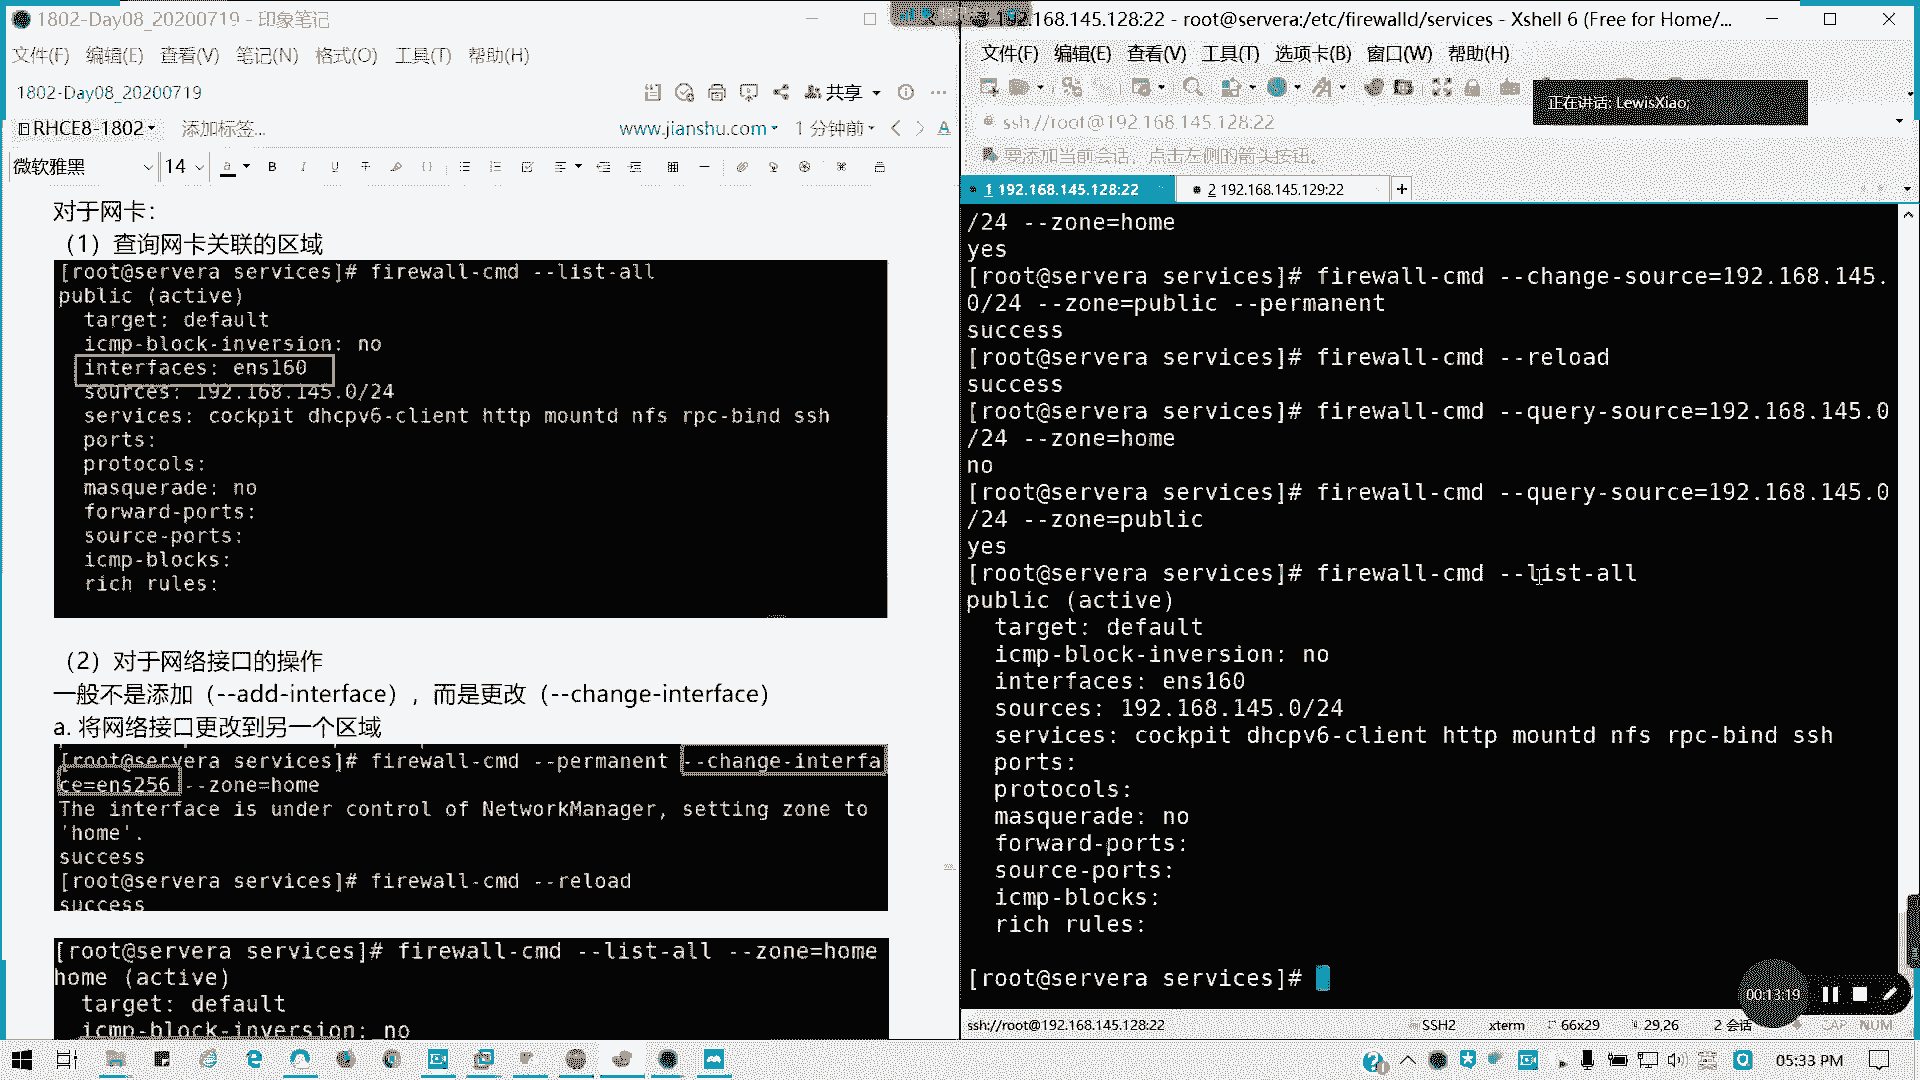 1802-Day08_20200719 - 印象笔记
文件(F) 编辑(E) 查看(V) 笔记(N) 格式(O) 工具(T) 帮助(H)
1802-Day08_20200719
共享
RHCE8-1802
添加标签...
www.jianshu.com
1 分钟前
微软雅黑
14
对于网卡：
（1）查询网卡关联的区域
[root@servera services]# firewall-cmd --list-all
public (active)
target: default
icmp-block-inversion: no
interfaces: ens160
sources: 192.168.145.0/24
services: cockpit dhcpv6-client http mountd nfs rpc-bind ssh
ports:
protocols:
masquerade: no
forward-ports:
source-ports:
icmp-blocks:
rich rules:
（2）对于网络接口的操作
一般不是添加（--add-interface），而是更改（--change-interface）
a. 将网络接口更改到另一个区域
[root@servera services]# firewall-cmd --permanent --change-interfa
ce=ens256 --zone=home
The interface is under control of NetworkManager, setting zone to
'home'.
success
[root@servera services]# firewall-cmd --reload
success
[root@servera services]# firewall-cmd --list-all --zone=home
home (active)
target: default
icmp-block-inversion: no
192.168.145.128:22 - root@servera:/etc/firewalld/services - Xshell 6 (Free for Home/...
文件(F) 编辑(E) 查看(V) 工具(T) 选项卡(B) 窗口(W) 帮助(H)
正在讲话: LewisXiao;
ssh://root@192.168.145.128:22
要添加当前会话，点击左侧的箭头按钮。
1 192.168.145.128:22
2 192.168.145.129:22
/24 --zone=home
yes
[root@servera services]# firewall-cmd --change-source=192.168.145.
0/24 --zone=public --permanent
success
[root@servera services]# firewall-cmd --reload
success
[root@servera services]# firewall-cmd --query-source=192.168.145.0
/24 --zone=home
no
[root@servera services]# firewall-cmd --query-source=192.168.145.0
/24 --zone=public
yes
[root@servera services]# firewall-cmd --list-all
public (active)
target: default
icmp-block-inversion: no
interfaces: ens160
sources: 192.168.145.0/24
services: cockpit dhcpv6-client http mountd nfs rpc-bind ssh
ports:
protocols:
masquerade: no
forward-ports:
source-ports:
icmp-blocks:
rich rules:
[root@servera services]#
00:13:19
ssh://root@192.168.145.128:22
SSH2
xterm
66x29
29,26
2 会话
CAP
NUM
05:33 PM